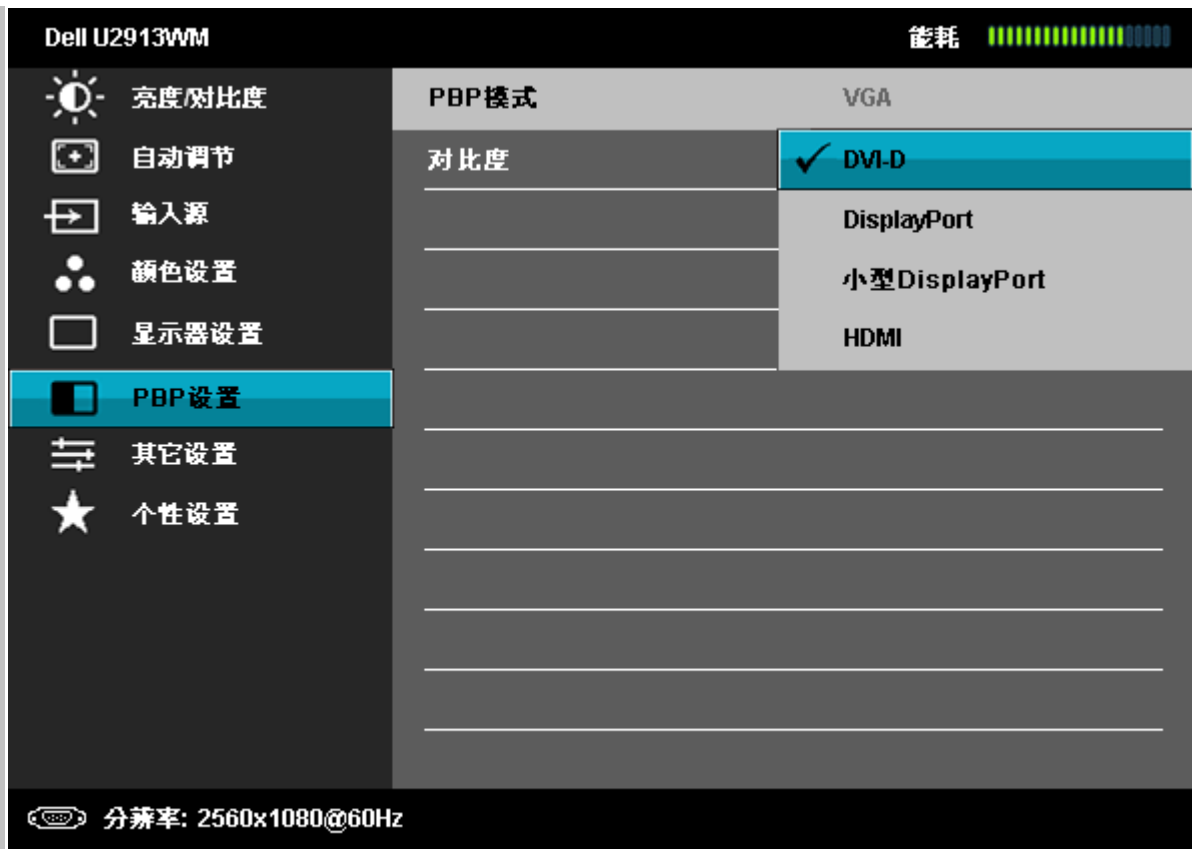 Dell U2913WM
能耗
亮度/对比度
自动调节
输入源
颜色设置
显示器设置
PBP设置
其它设置
个性设置
PBP模式
对比度
VGA
DVI-D
DisplayPort
小型DisplayPort
HDMI
分辨率: 2560x1080@60Hz